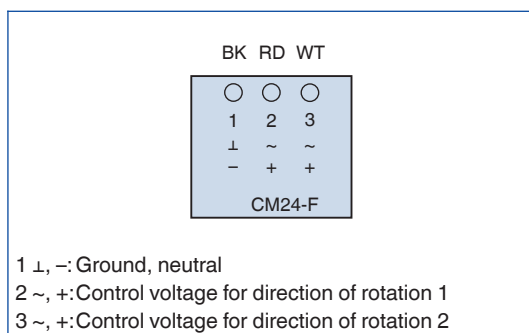 BK RD WT
1 2 3
⊥ ~ ~
– + +
CM24-F
1 ⊥, –: Ground, neutral
2 ~, +:Control voltage for direction of rotation 1
3 ~, +:Control voltage for direction of rotation 2